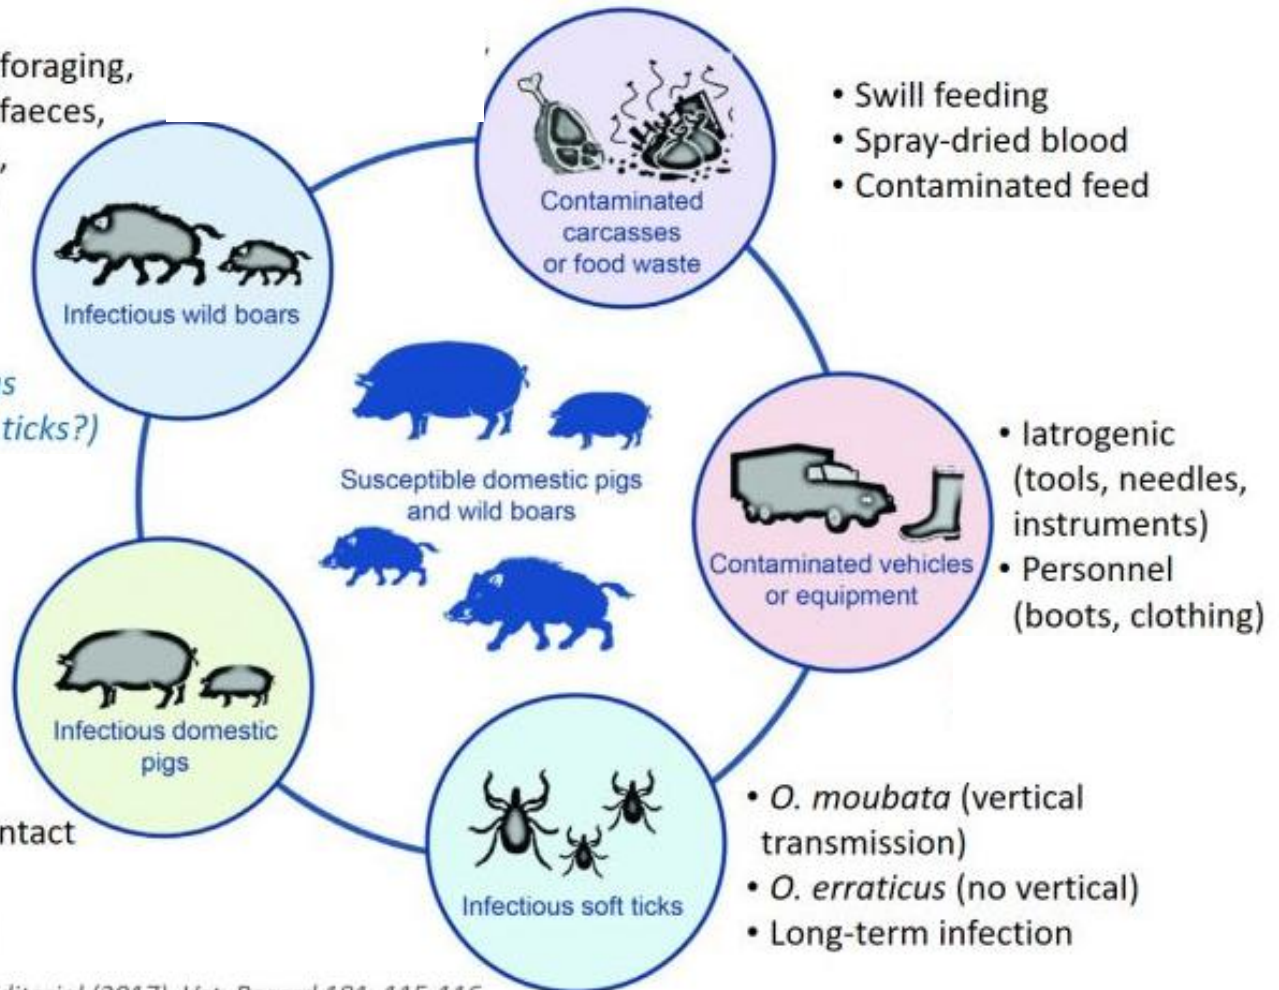 foraging,
faeces,
Infectious wild boars
ticks?)
Contaminated
carcasses
or food waste
• Swill feeding
• Spray-dried blood
• Contaminated feed
Susceptible domestic pigs
and wild boars
Contaminated vehicles
or equipment
• Iatrogenic
(tools, needles,
instruments)
• Personnel
(boots, clothing)
Infectious domestic
pigs
Infectious soft ticks
• O. moubata (vertical
transmission)
• O. erraticus (no vertical)
• Long-term infection